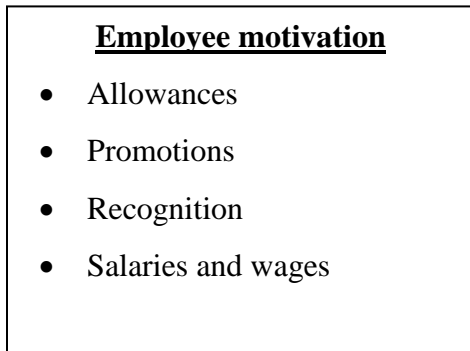 Employee motivation
• Allowances
• Promotions
• Recognition
• Salaries and wages